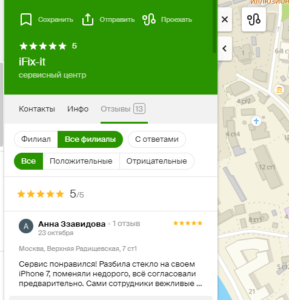 Сохранить Отправить Проехать
5
iFix-it
сервисный центр
Контакты Инфо Отзывы 13
Филиал Все филиалы С ответами
Все Положительные Отрицательные
5/5
А Анна Ззавидова · 1 отзыв
23 октября
Москва, Верхняя Радищевская, 7 ст1
Сервис понравился! Разбила стекло на своем
iPhone 7, поменяли недорого, всё согласовали
предварительно. Сами сотрудники вежливые ...